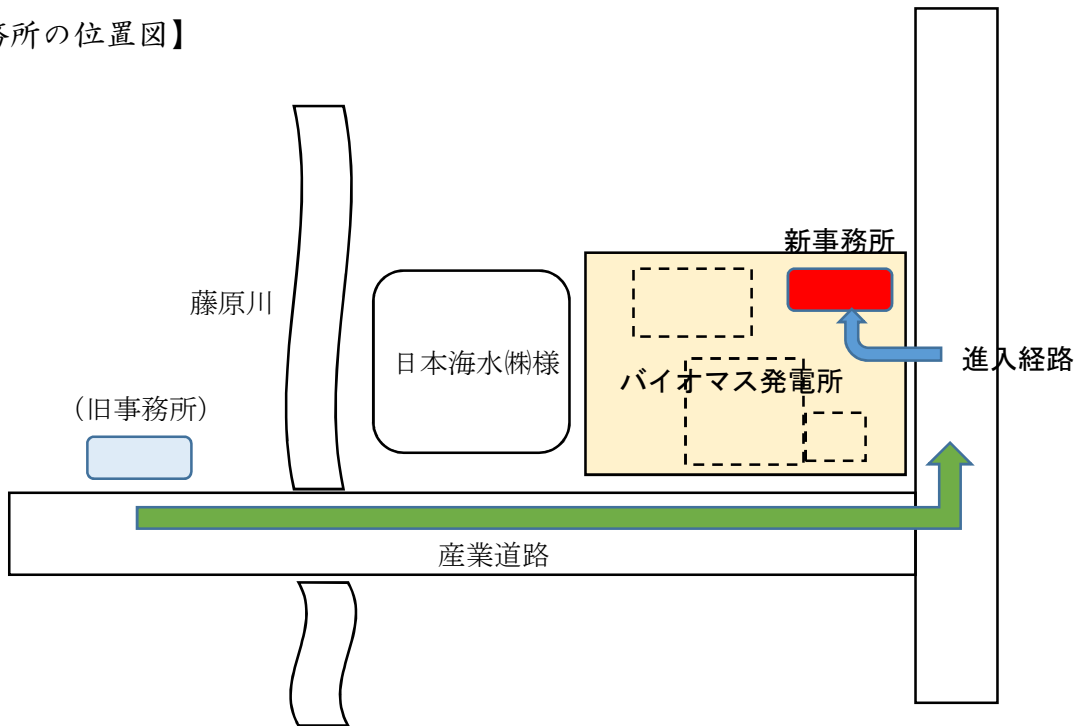 務所の位置図】
新事務所
藤原川
日本海水㈱様
進入経路
バイオマス発電所
（旧事務所）
産業道路